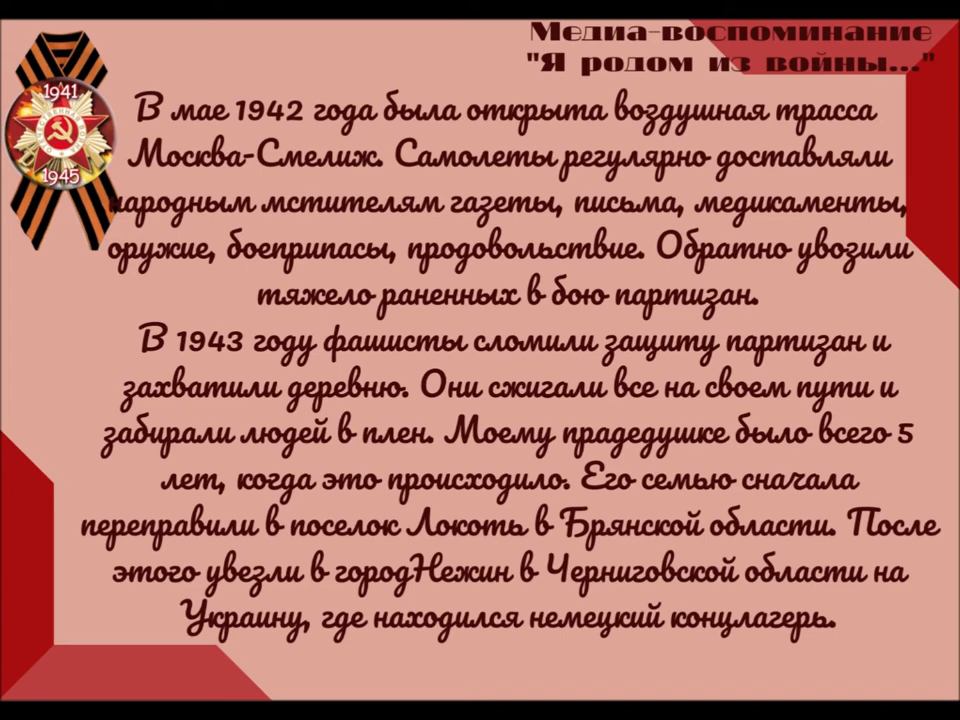 Медиа-воспоминание
"Я родом из войны..."
1941
1945
В мае 1942 года была открыта воздушная трасса
Москва-Смелиж. Самолеты регулярно доставляли
народным мстителям газеты, письма, медикаменты,
оружие, боеприпасы, продовольствие. Обратно увозили
тяжело раненных в бою партизан.
В 1943 году фашисты сломили защиту партизан и
захватили деревню. Они сжигали все на своем пути и
забирали людей в плен. Моему прадедушке было всего 5
лет, когда это происходило. Его семью сначала
переправили в поселок Локоть в Брянской области. После
этого увезли в городНежин в Черниговской области на
Украину, где находился немецкий концлагерь.